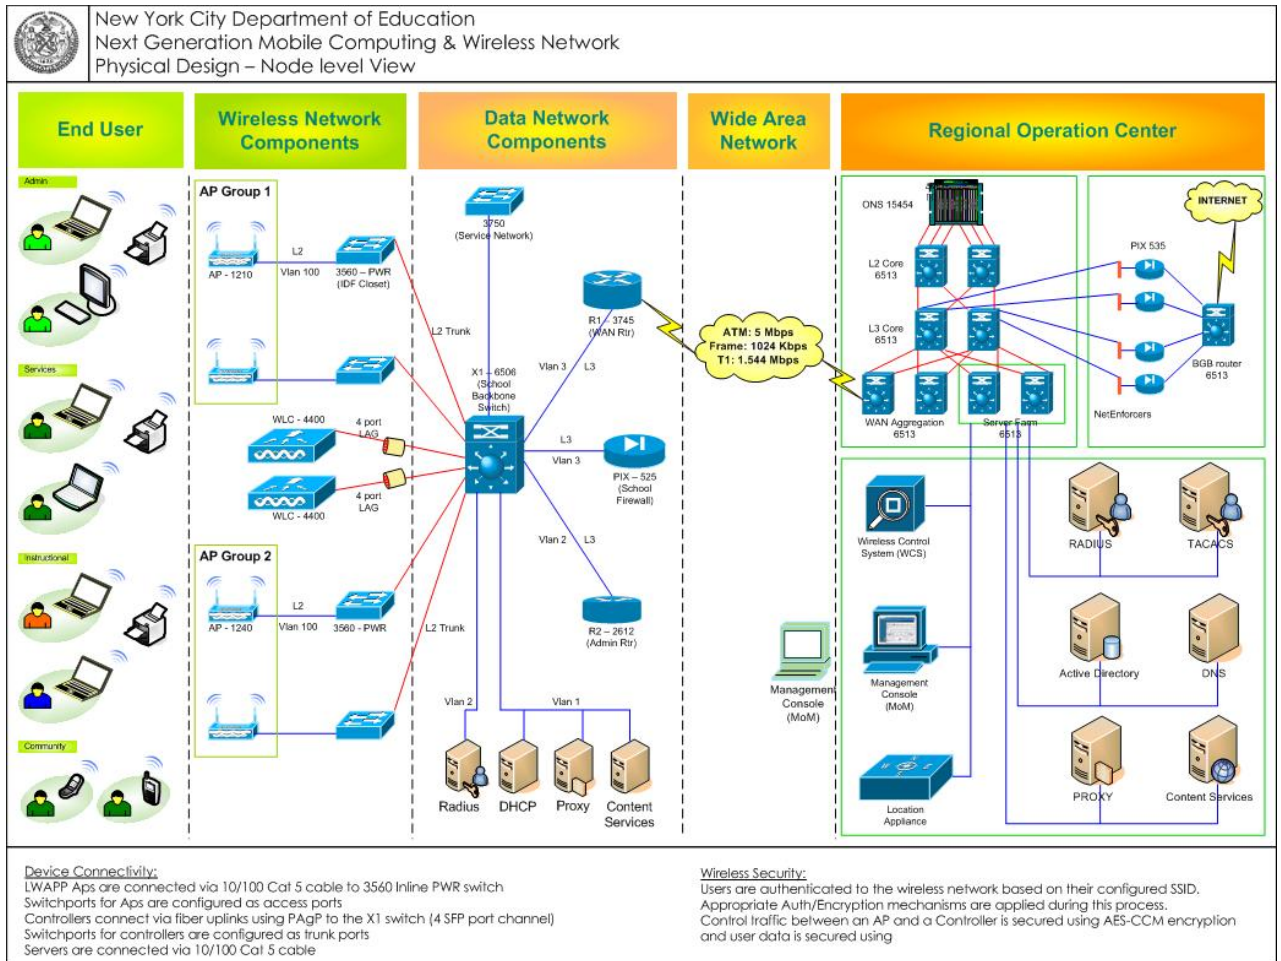 New York City Department of Education
Next Generation Mobile Computing & Wireless Network
Physical Design – Node level View
End User
Wireless Network
Components
Data Network
Components
Wide Area
Network
Regional Operation Center
Admin
Services
Instructional
Community
AP Group 1
L2
AP - 1210
Vlan 100
3560 – PWR
(IDF Closet)
L2 Trunk
WLC - 4400
4 port
LAG
4 port
LAG
WLC - 4400
AP Group 2
L2
AP - 1240
Vlan 100
3560 - PWR
L2 Trunk
3750
(Service Network)
R1 – 3745
(WAN Rtr)
Vlan 3
L3
X1 – 6506
(School
Backbone
Switch)
L3
Vlan 3
PIX – 525
(School
Firewall)
Vlan 2
L3
R2 – 2612
(Admin Rtr)
Vlan 2
Vlan 1
Radius
DHCP
Proxy
Content
Services
ATM: 5 Mbps
Frame: 1024 Kbps
T1: 1.544 Mbps
Management
Console
(MoM)
ONS 15454
L2 Core
6513
L3 Core
6513
WAN Aggregation
6513
Server Farm
6513
INTERNET
PIX 535
BGB router
6513
NetEnforcers
Wireless Control
System (WCS)
RADIUS
TACACS
Management
Console
(MoM)
Active Directory
DNS
Location
Appliance
PROXY
Content Services
Device Connectivity:
LWAPP Aps are connected via 10/100 Cat 5 cable to 3560 Inline PWR switch
Switchports for Aps are configured as access ports
Controllers connect via fiber uplinks using PAgP to the X1 switch (4 SFP port channel)
Switchports for controllers are configured as trunk ports
Servers are connected via 10/100 Cat 5 cable
Wireless Security:
Users are authenticated to the wireless network based on their configured SSID.
Appropriate Auth/Encryption mechanisms are applied during this process.
Control traffic between an AP and a Controller is secured using AES-CCM encryption
and user data is secured using